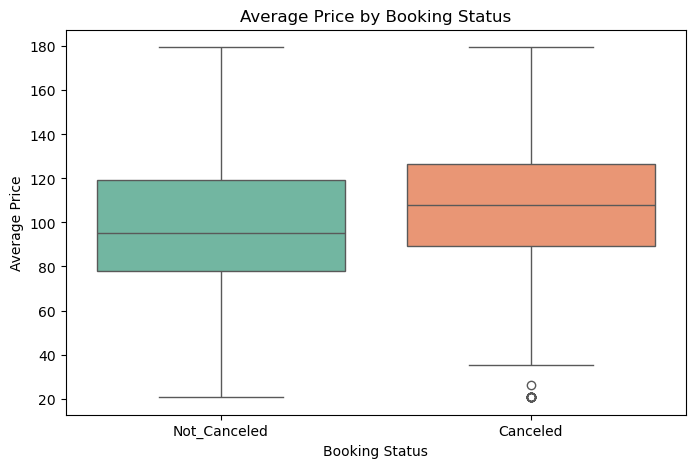 Average Price by Booking Status
Average Price
180
160
140
120
100
80
60
40
20
Not_Canceled
Canceled
Booking Status